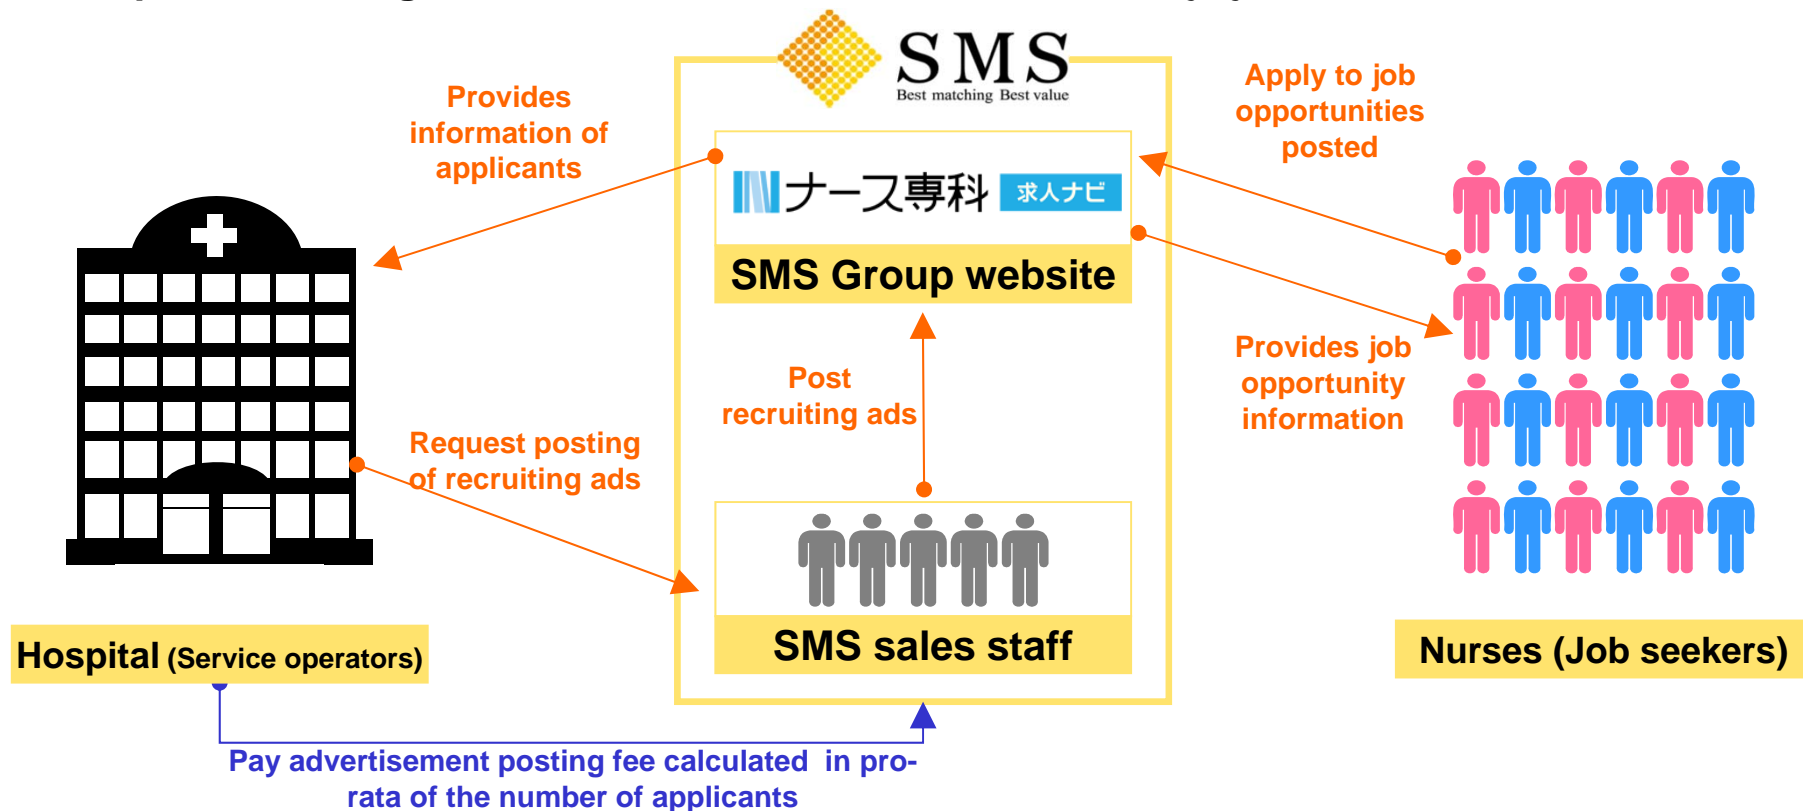 SMS
Best matching Best value
Provides
information of
applicants
Apply to job
opportunities
posted
ナース専科 求人ナビ
SMS Group website
Post
recruiting ads
Provides job
opportunity
information
Request posting
of recruiting ads
SMS sales staff
Hospital (Service operators)
Nurses (Job seekers)
Pay advertisement posting fee calculated in pro-
rata of the number of applicants